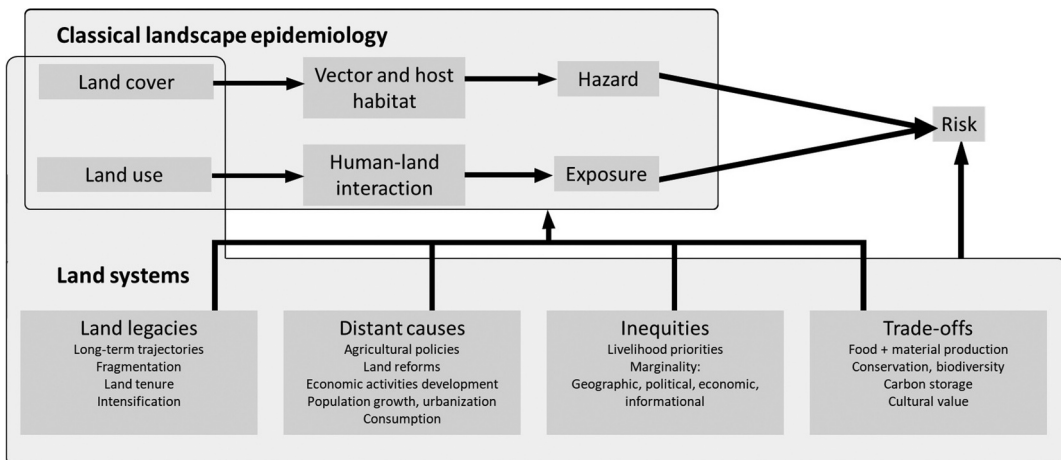 Classical landscape epidemiology
Land cover
Vector and host
habitat
Hazard
Risk
Land use
Human-land
interaction
Exposure
Land systems
Land legacies
Long-term trajectories
Fragmentation
Land tenure
Intensification
Distant causes
Agricultural policies
Land reforms
Economic activities development
Population growth, urbanization
Consumption
Inequities
Livelihood priorities
Marginality:
Geographic, political, economic,
informational
Trade-offs
Food + material production
Conservation, biodiversity
Carbon storage
Cultural value